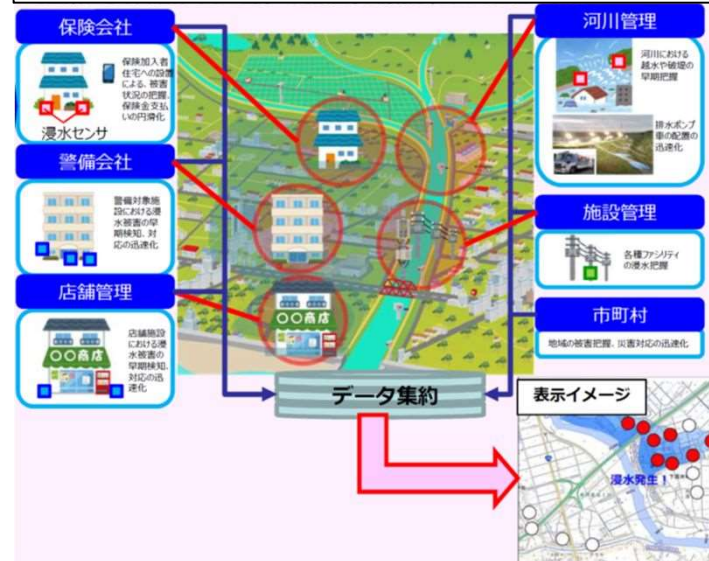 保険会社
保険加入者
住宅への設置
による、被害
状況の把握、
保険金支払
いの円滑化
浸水センサ
警備会社
警備対象施
設における浸
水被害の早
期検知、対
応の迅速化
店舗管理
〇〇商店
店舗施設
における浸
水被害の
早期検知、
対応の迅
速化
〇〇商店
河川管理
河川における
越水や破堤の
早期把握
排水ポンプ
車の配置の
迅速化
施設管理
各種ファシリティ
の浸水把握
市町村
地域の被害把握、災害対応の迅速化
データ集約
表示イメージ
浸水発生！